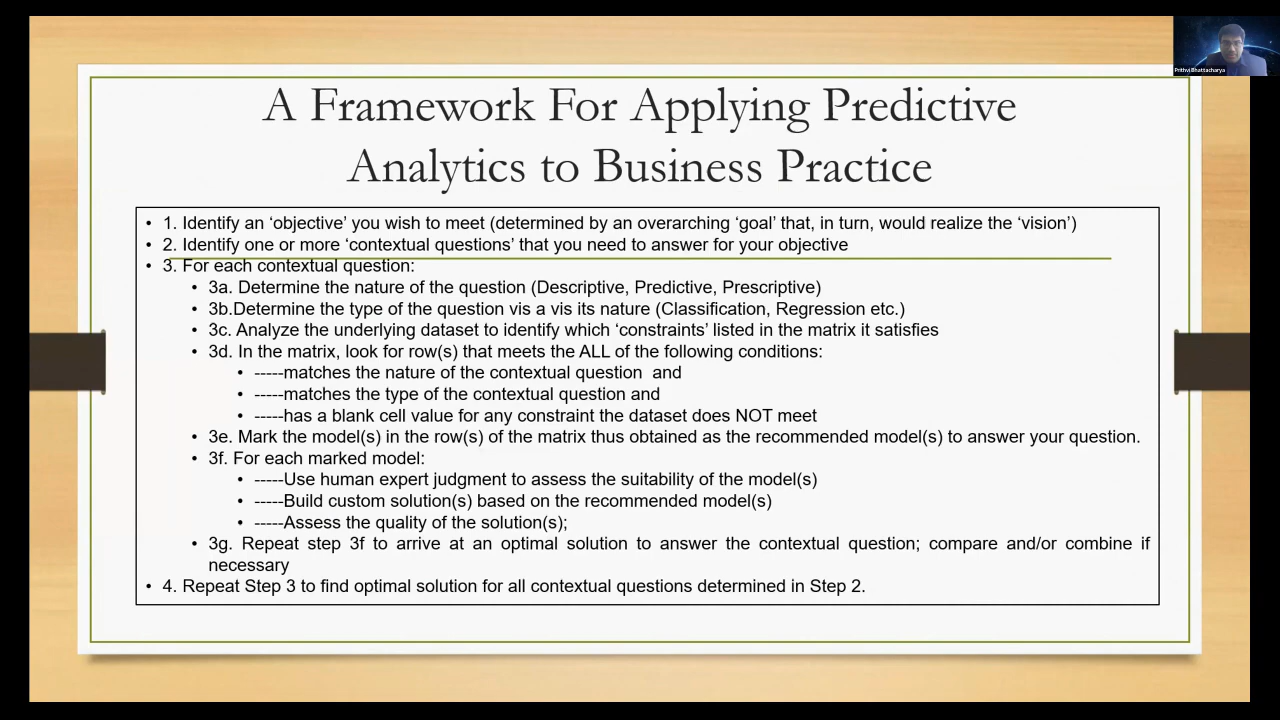 Prithvi Bhattacharya
A Framework For Applying Predictive
Analytics to Business Practice
• 1. Identify an ‘objective’ you wish to meet (determined by an overarching ‘goal’ that, in turn, would realize the ‘vision’)
• 2. Identify one or more ‘contextual questions’ that you need to answer for your objective
• 3. For each contextual question:
• 3a. Determine the nature of the question (Descriptive, Predictive, Prescriptive)
• 3b.Determine the type of the question vis a vis its nature (Classification, Regression etc.)
• 3c. Analyze the underlying dataset to identify which ‘constraints’ listed in the matrix it satisfies
• 3d. In the matrix, look for row(s) that meets the ALL of the following conditions:
• -----matches the nature of the contextual question and
• -----matches the type of the contextual question and
• -----has a blank cell value for any constraint the dataset does NOT meet
• 3e. Mark the model(s) in the row(s) of the matrix thus obtained as the recommended model(s) to answer your question.
• 3f. For each marked model:
• -----Use human expert judgment to assess the suitability of the model(s)
• -----Build custom solution(s) based on the recommended model(s)
• -----Assess the quality of the solution(s);
• 3g. Repeat step 3f to arrive at an optimal solution to answer the contextual question; compare and/or combine if
necessary
• 4. Repeat Step 3 to find optimal solution for all contextual questions determined in Step 2.